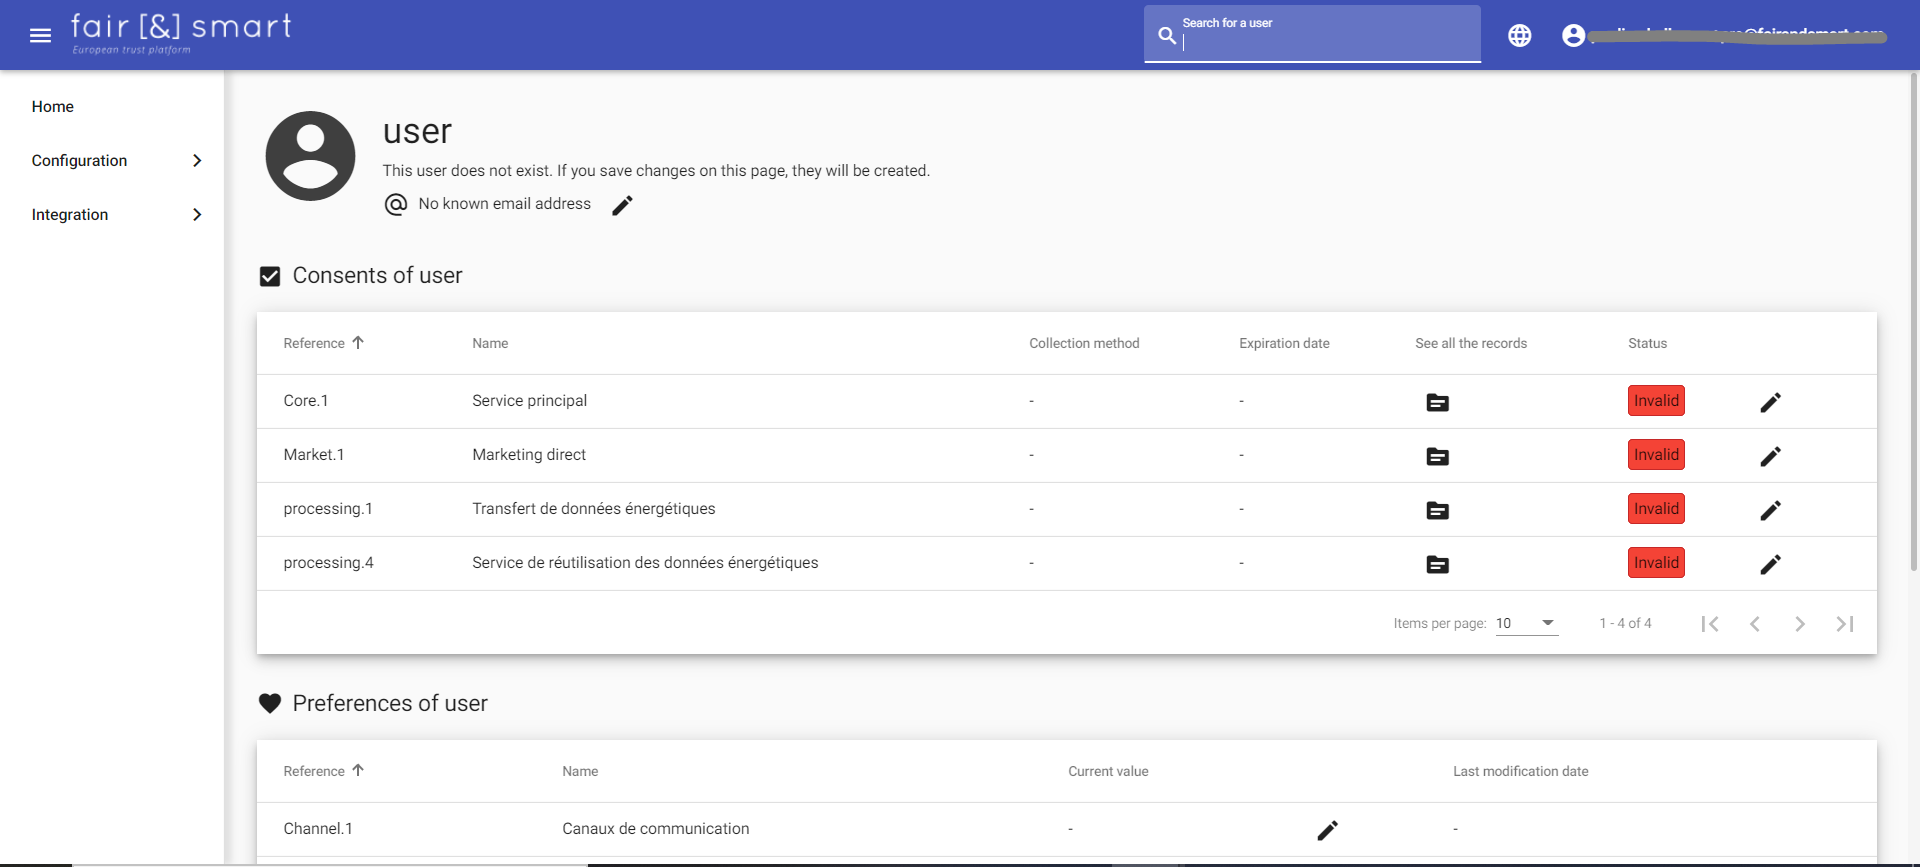 fair [&] smart
European trust platform
Search for a user
Home
Configuration
Integration
user
This user does not exist. If you save changes on this page, they will be created.
No known email address
Consents of user
Reference Name Collection method Expiration date See all the records Status
Core.1 Service principal - - Invalid
Market.1 Marketing direct - - Invalid
processing.1 Transfert de données énergétiques - - Invalid
processing.4 Service de réutilisation des données énergétiques - - Invalid
Items per page: 10 1 - 4 of 4
Preferences of user
Reference Name Current value Last modification date
Channel.1 Canaux de communication - -